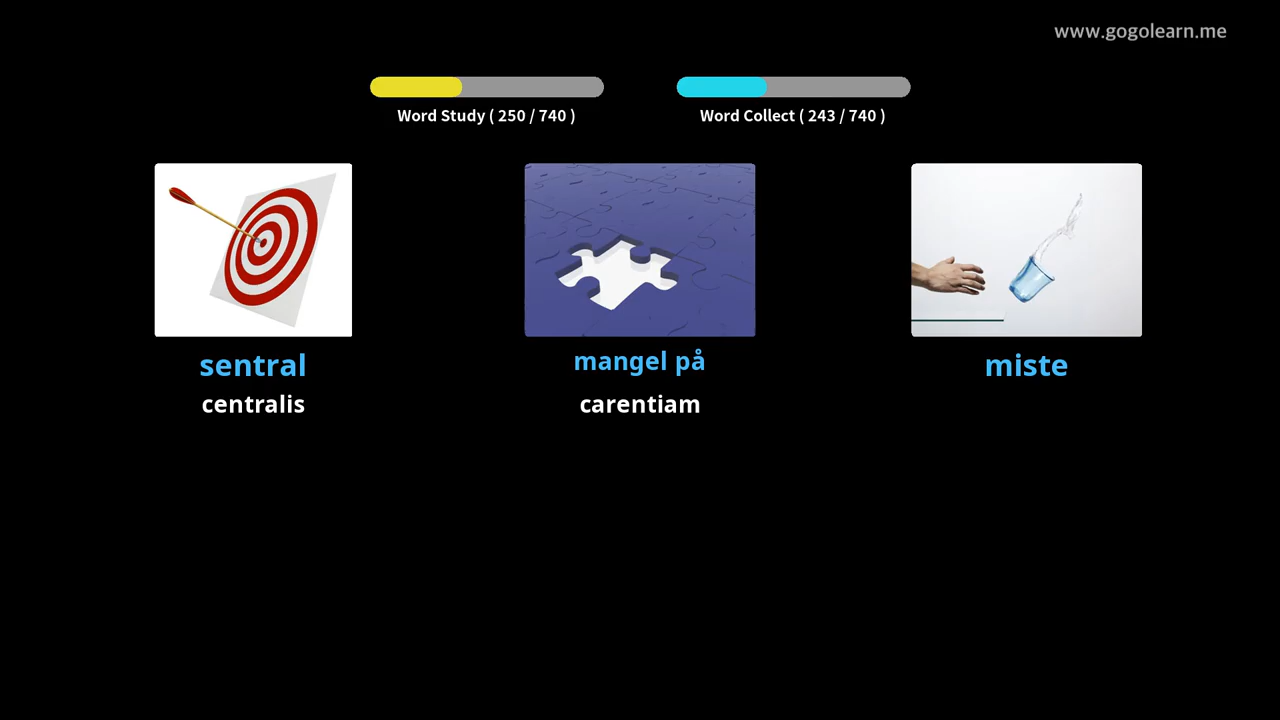 www.gogolearn.me
Word Study ( 250 / 740 )
Word Collect ( 243 / 740 )
sentral
mangel på
miste
centralis
carentiam